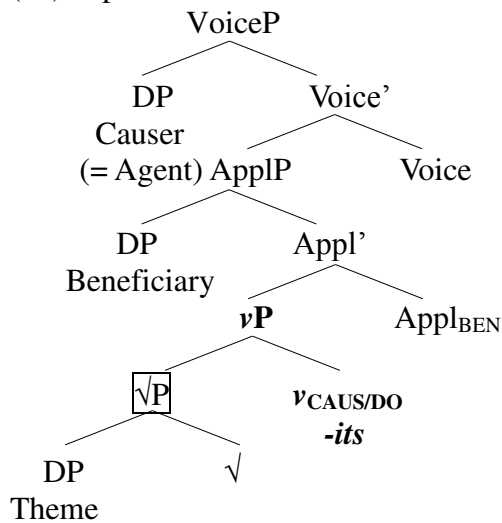 VoiceP
DP Voice’
Causer
(= Agent) ApplP Voice
DP Appl’
Beneficiary
vP ApplBEN
√P vCAUS/DO
-its
DP √
Theme